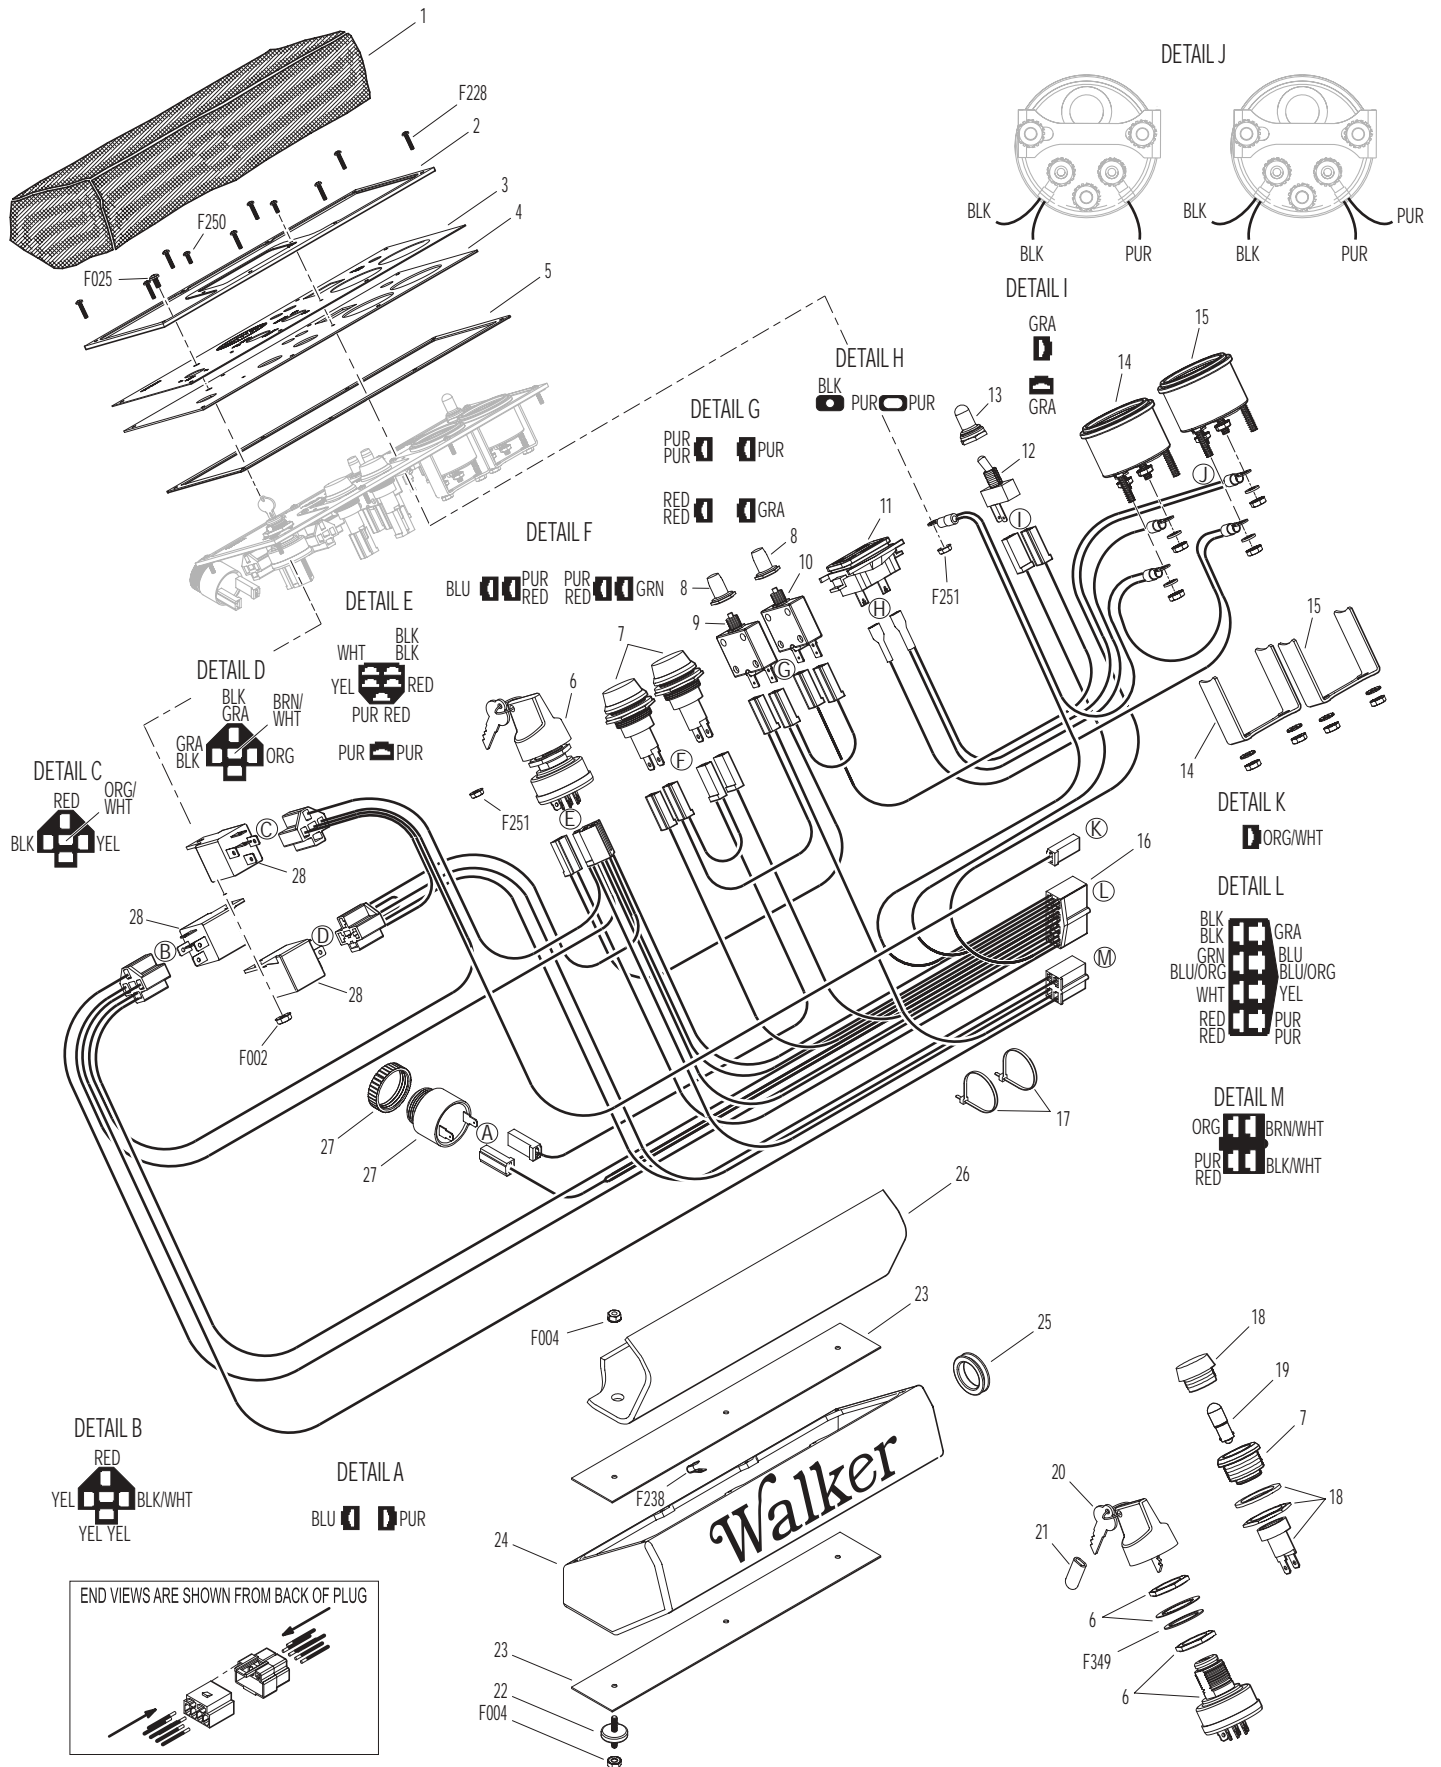 1
DETAIL J
F228
2
3
4
F250
F025
5
BLK
BLK
PUR
BLK
BLK
PUR
PUR
DETAIL I
GRA
GRA
15
14
DETAIL H
BLK
PUR
PUR
13
12
DETAIL G
PUR
PUR
PUR
RED
RED
GRA
11
J
I
8
DETAIL F
BLU
PUR
RED
PUR
RED
GRN
8
10
9
H
F251
G
DETAIL E
WHT
BLK
BLK
YEL
RED
PUR RED
PUR
PUR
7
6
F
15
14
DETAIL D
BLK
GRA
BRN/
WHT
GRA
BLK
ORG
DETAIL C
RED
ORG/
WHT
BLK
YEL
C
F251
E
28
28
B
D
28
F002
K
16
L
M
DETAIL K
ORG/WHT
DETAIL L
BLK
BLK
GRA
GRN
BLU/ORG
BLU
BLU/ORG
WHT
YEL
RED
RED
PUR
PUR
DETAIL M
ORG
BRN/WHT
PUR
RED
BLK/WHT
17
27
27
A
26
F004
23
25
18
19
7
18
DETAIL B
RED
YEL
BLK/WHT
YEL YEL
DETAIL A
BLU
PUR
F238
24
Walker
20
21
6
F349
6
23
22
F004
END VIEWS ARE SHOWN FROM BACK OF PLUG